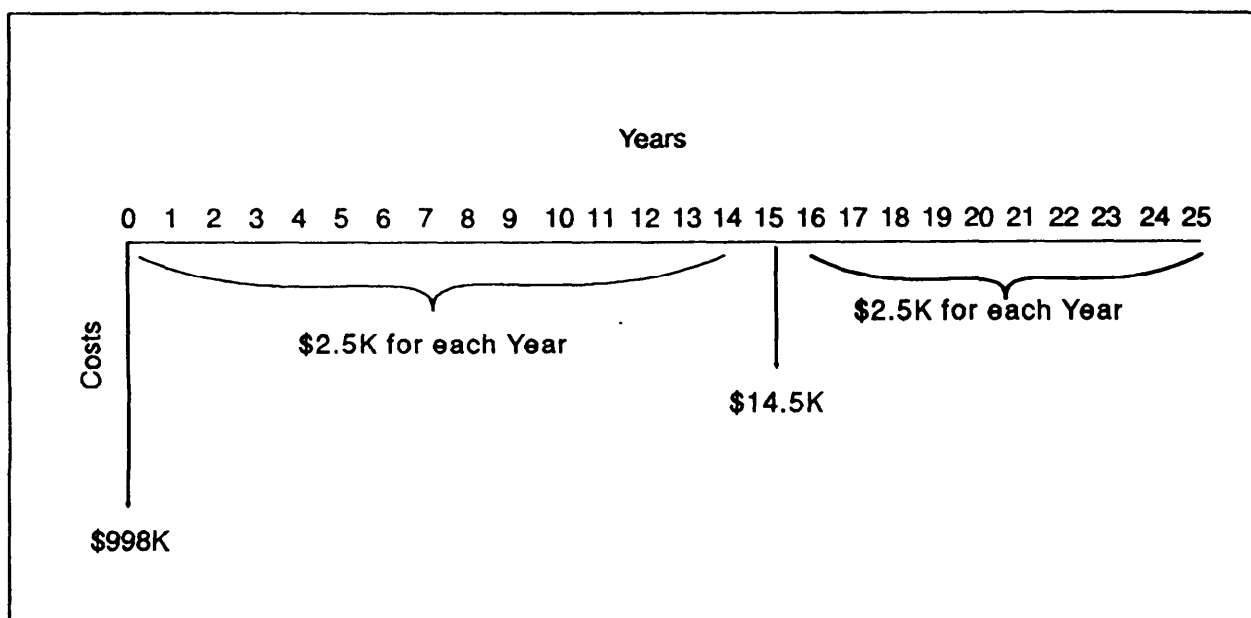 Years
0 1 2 3 4 5 6 7 8 9 10 11 12 13 14 15 16 17 18 19 20 21 22 23 24 25
Costs
$2.5K for each Year
$2.5K for each Year
$14.5K
$998K